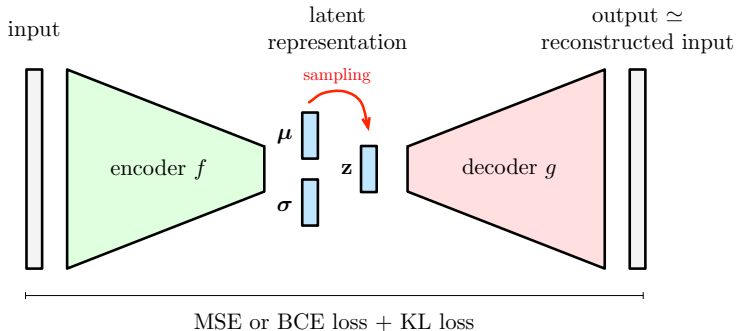 input
latent
representation
output ≃
reconstructed input
sampling
μ
encoder f
z
decoder g
σ
MSE or BCE loss + KL loss